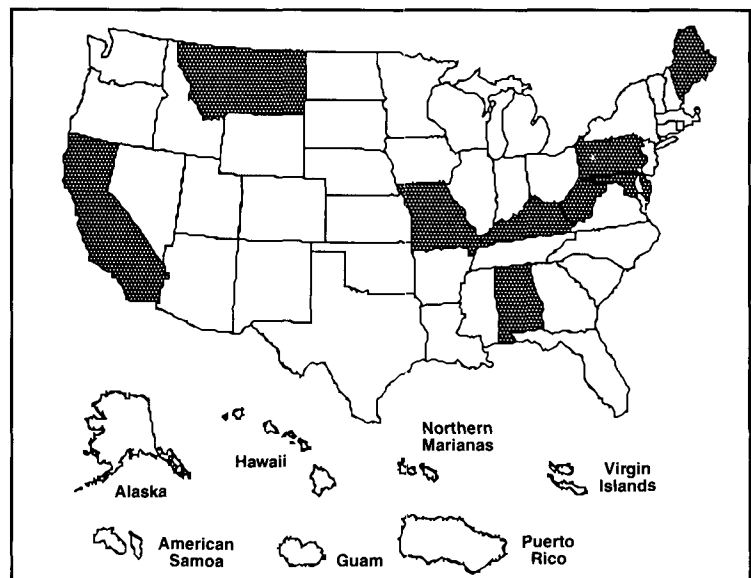 Northern
Marianas
Hawaii
Virgin
Islands
Alaska
American
Samoa
Guam
Puerto
Rico